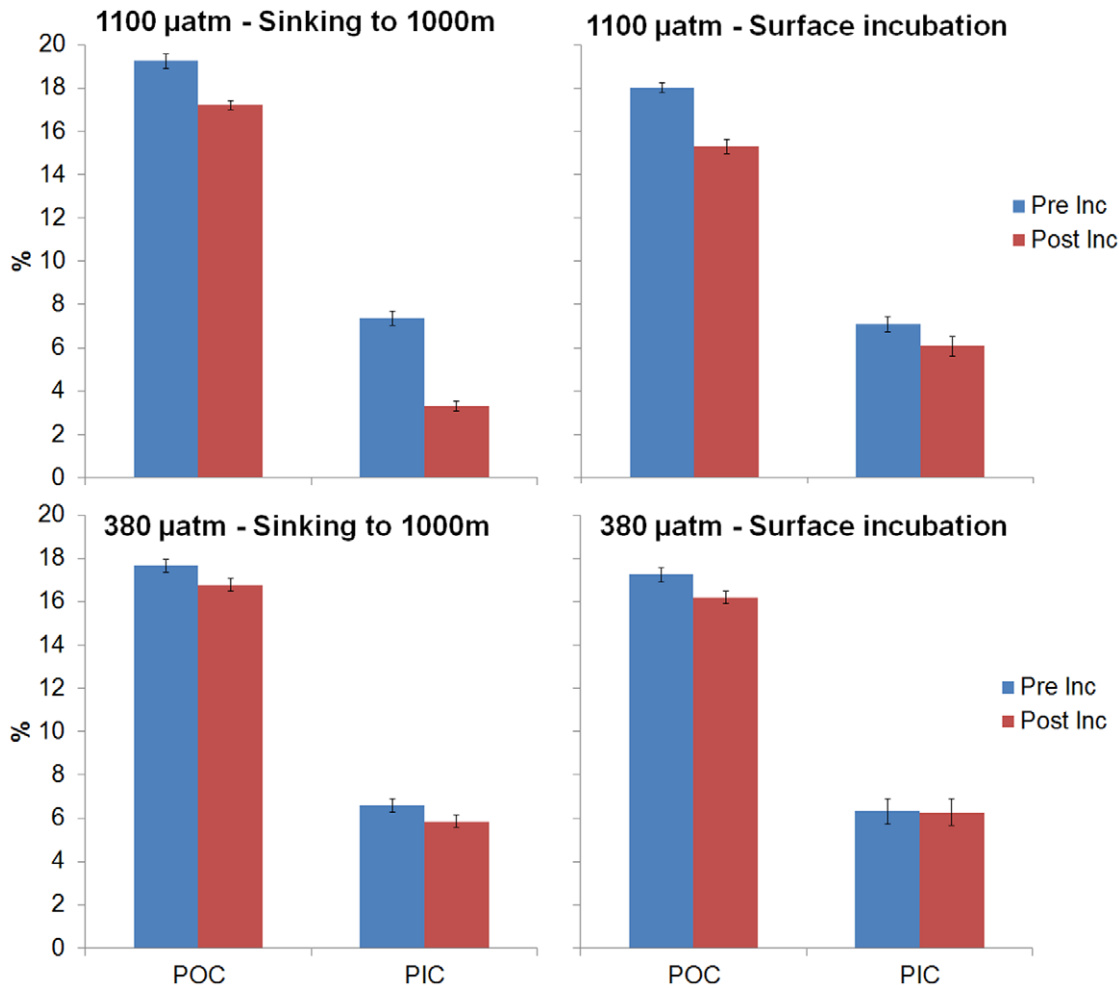 1100 µatm - Sinking to 1000m
1100 µatm - Surface incubation
20
18
16
14
12
10
8
6
4
2
0
%
Pre Inc
Post Inc
380 µatm - Sinking to 1000m
380 µatm - Surface incubation
20
18
16
14
12
10
8
6
4
2
0
%
Pre Inc
Post Inc
POC
PIC
POC
PIC